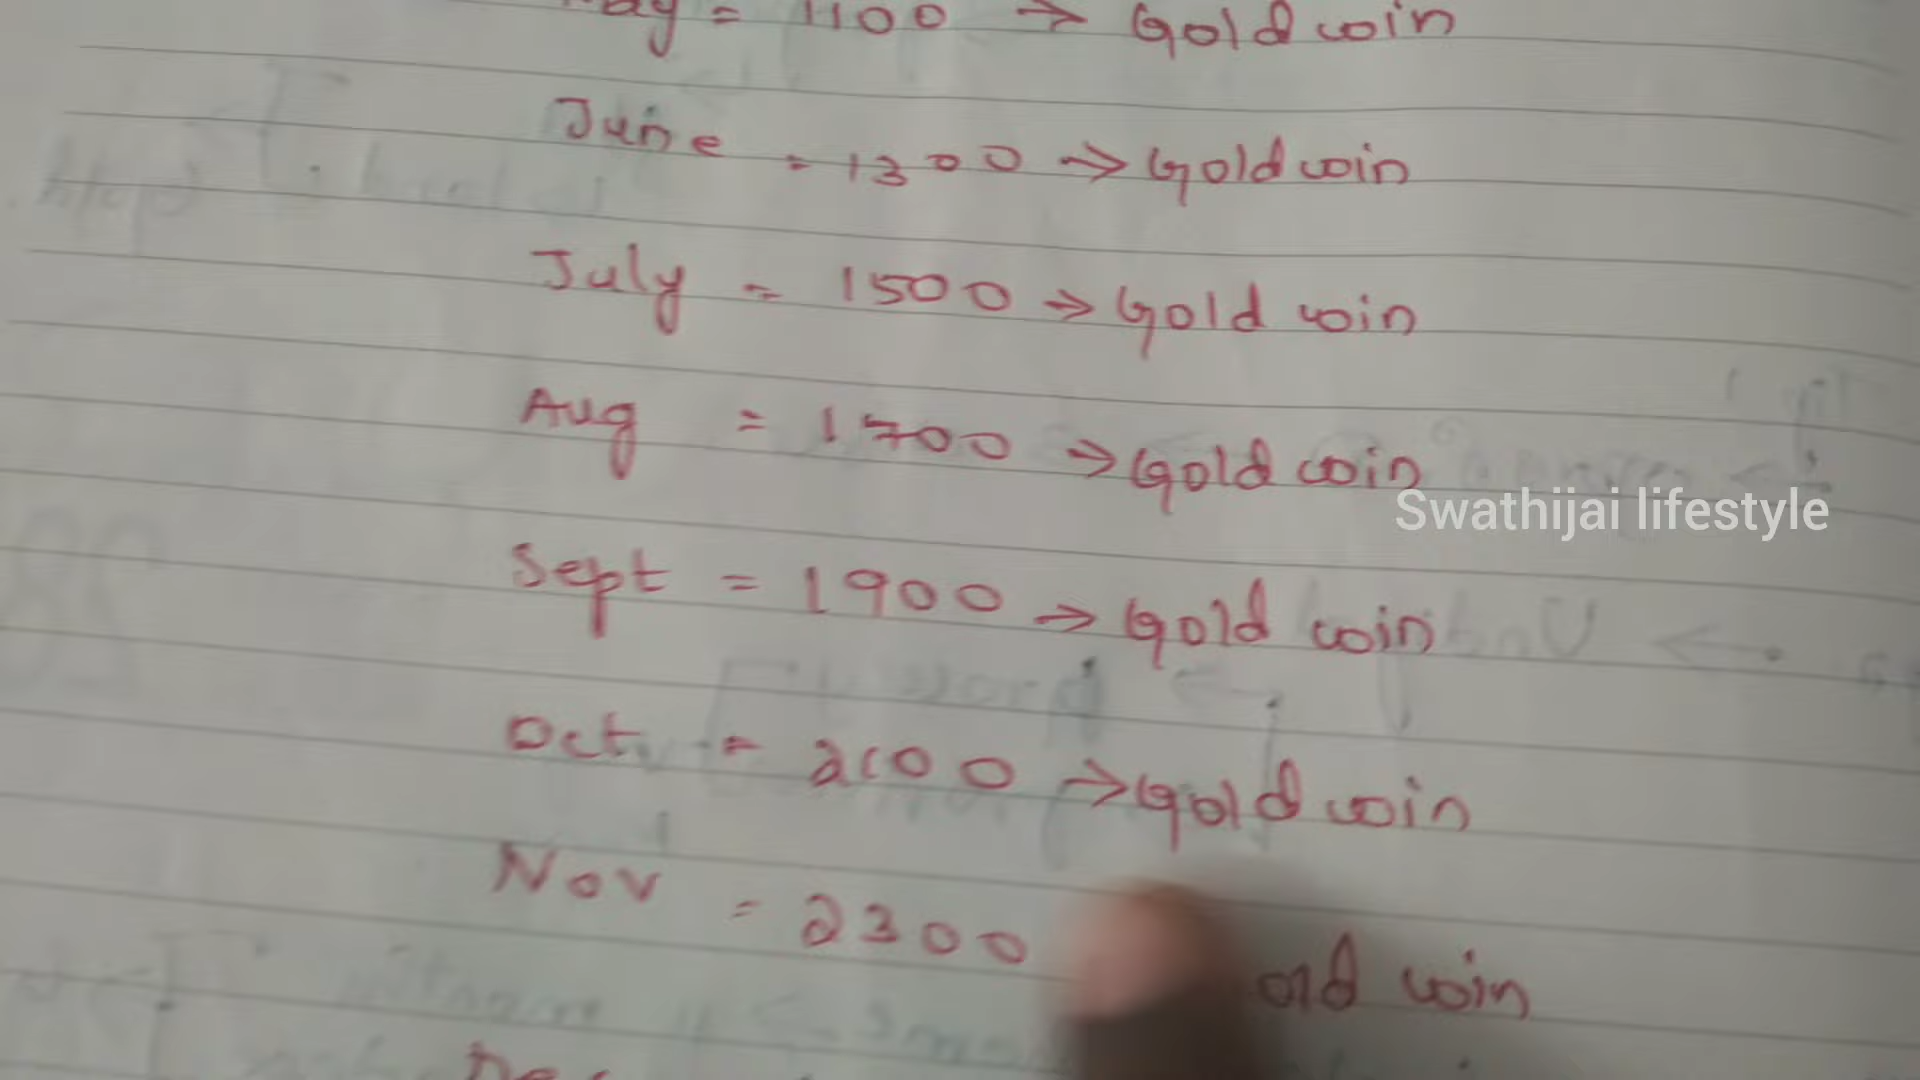 = 1100 → Gold coin
June = 1300 → Gold coin
July = 1500 → Gold coin
Aug = 1700 → Gold coin
Swathijai lifestyle
Sept = 1900 → Gold coin
Oct = 2100 → Gold coin
Nov = 2300 old coin